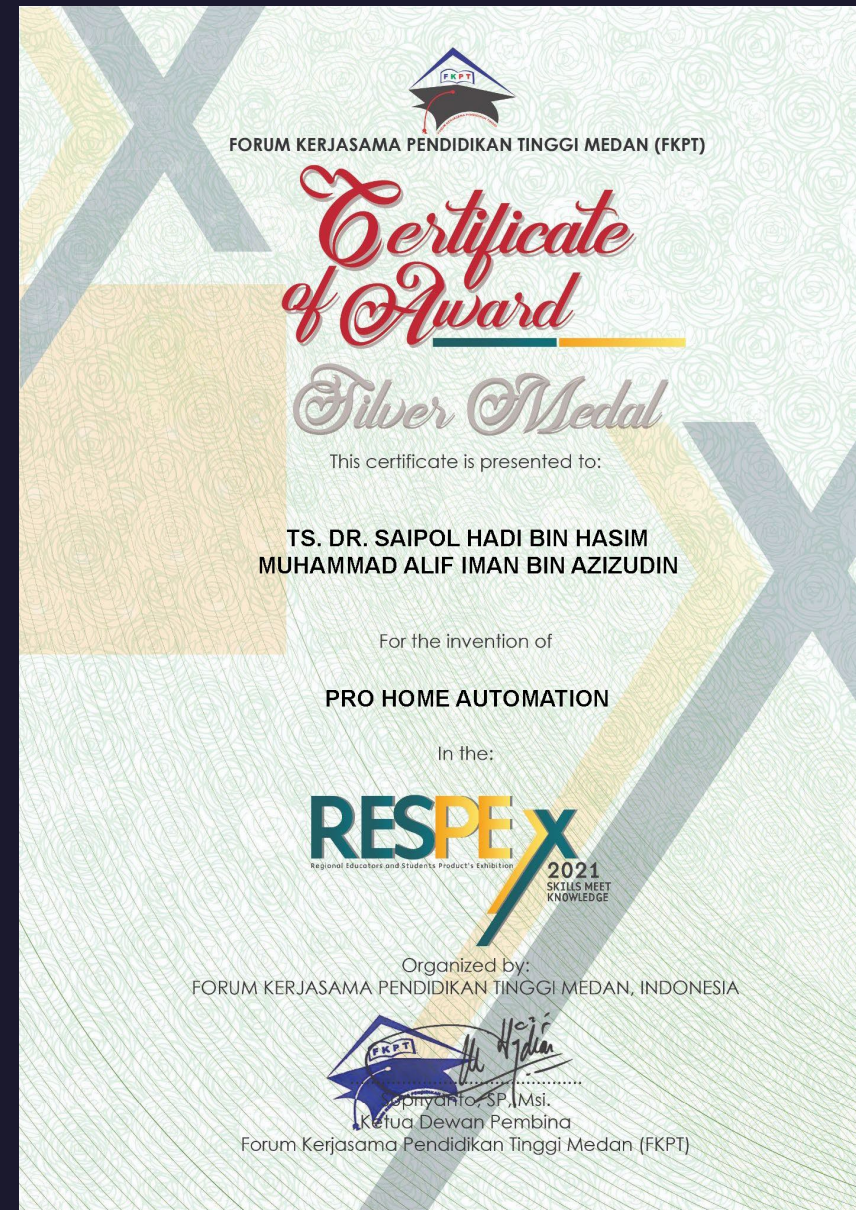 FKPT
FORUM KERJASAMA PENDIDIKAN TINGGI MEDAN (FKPT)
Certificate
of Award
Silver Medal
This certificate is presented to:
TS. DR. SAIPOL HADI BIN HASIM
MUHAMMAD ALIF IMAN BIN AZIZUDIN
For the invention of
PRO HOME AUTOMATION
In the:
RESPEX
Regional Educators and Students Product's Exhibition
2021
SKILLS MEET
KNOWLEDGE
Organized by:
FORUM KERJASAMA PENDIDIKAN TINGGI MEDAN, INDONESIA
FKPT
Supriyanto, SP, Msi.
Ketua Dewan Pembina
Forum Kerjasama Pendidikan Tinggi Medan (FKPT)